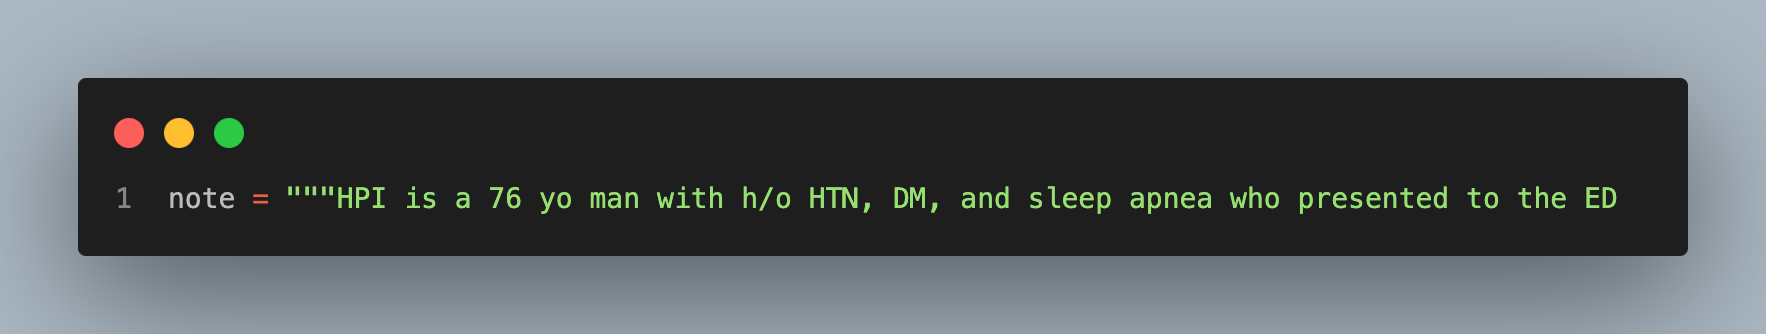 1 note = """HPI is a 76 yo man with h/o HTN, DM, and sleep apnea who presented to the ED